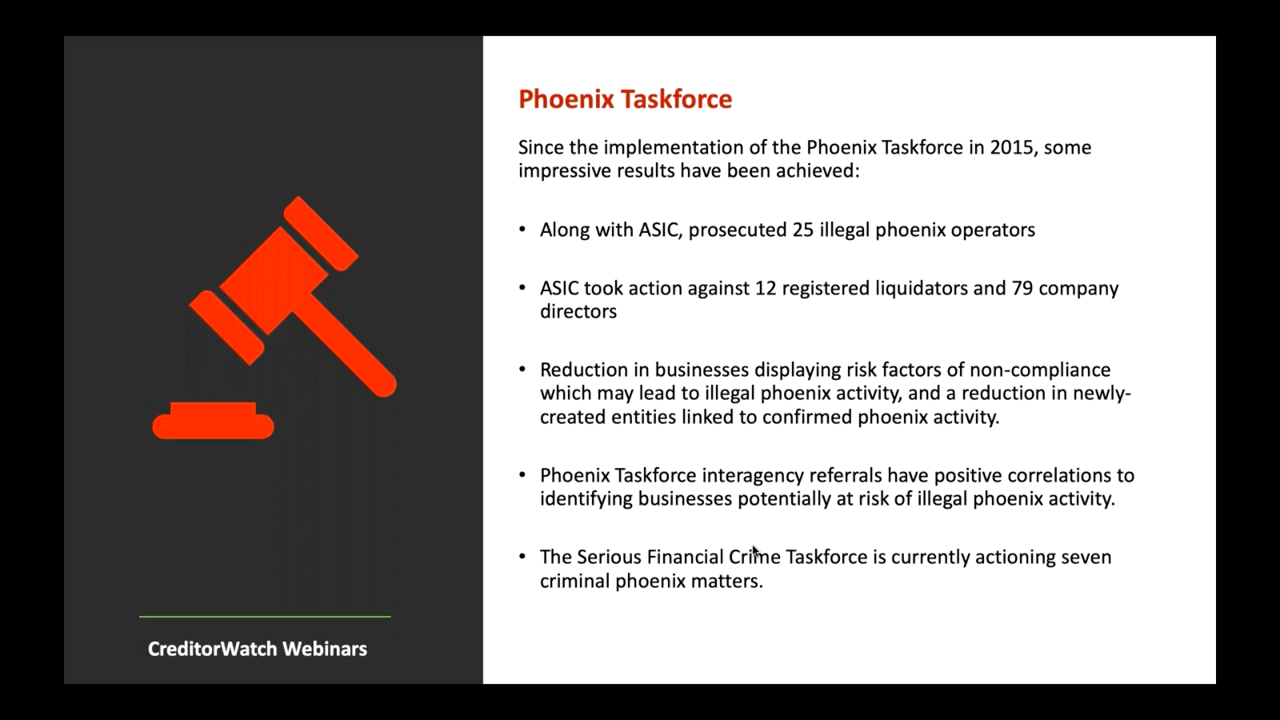 Phoenix Taskforce
Since the implementation of the Phoenix Taskforce in 2015, some
impressive results have been achieved:
• Along with ASIC, prosecuted 25 illegal phoenix operators
• ASIC took action against 12 registered liquidators and 79 company
directors
• Reduction in businesses displaying risk factors of non-compliance
which may lead to illegal phoenix activity, and a reduction in newly-
created entities linked to confirmed phoenix activity.
• Phoenix Taskforce interagency referrals have positive correlations to
identifying businesses potentially at risk of illegal phoenix activity.
• The Serious Financial Crime Taskforce is currently actioning seven
criminal phoenix matters.
CreditorWatch Webinars